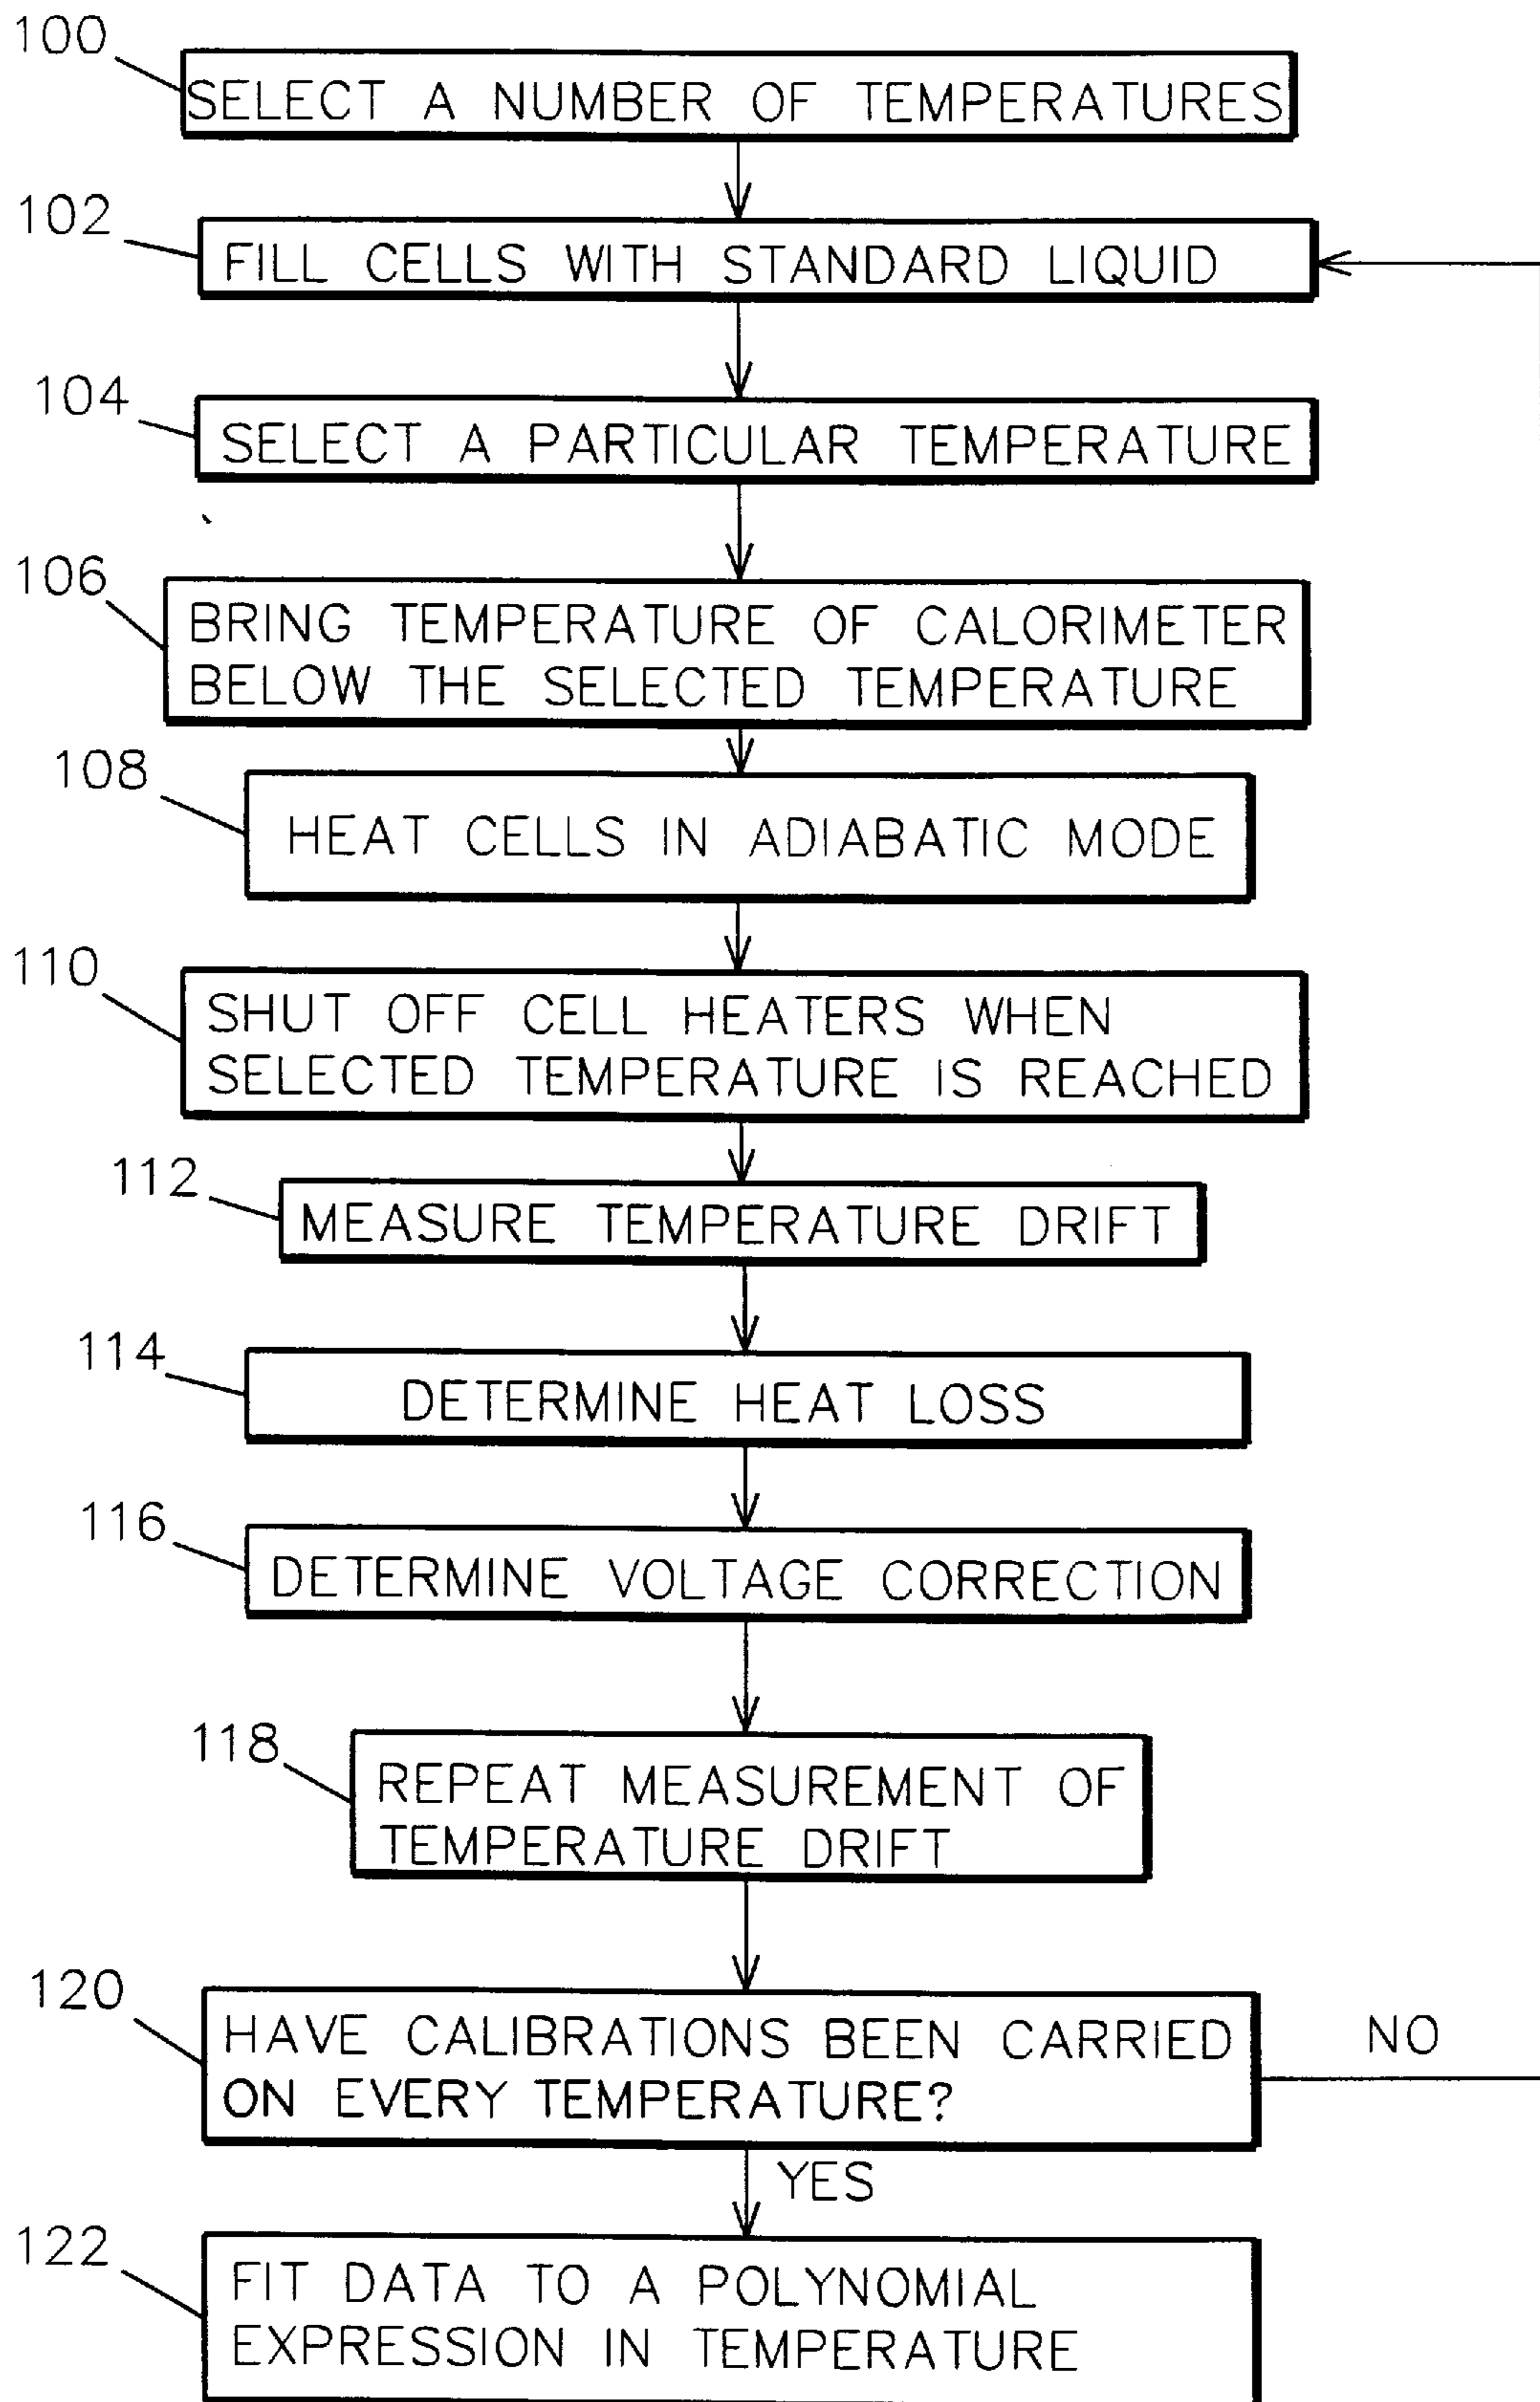 100
SELECT A NUMBER OF TEMPERATURES
102
FILL CELLS WITH STANDARD LIQUID
104
SELECT A PARTICULAR TEMPERATURE
106
BRING TEMPERATURE OF CALORIMETER
BELOW THE SELECTED TEMPERATURE
108
HEAT CELLS IN ADIABATIC MODE
110
SHUT OFF CELL HEATERS WHEN
SELECTED TEMPERATURE IS REACHED
112
MEASURE TEMPERATURE DRIFT
114
DETERMINE HEAT LOSS
116
DETERMINE VOLTAGE CORRECTION
118
REPEAT MEASUREMENT OF
TEMPERATURE DRIFT
120
HAVE CALIBRATIONS BEEN CARRIED
ON EVERY TEMPERATURE?
NO
YES
122
FIT DATA TO A POLYNOMIAL
EXPRESSION IN TEMPERATURE